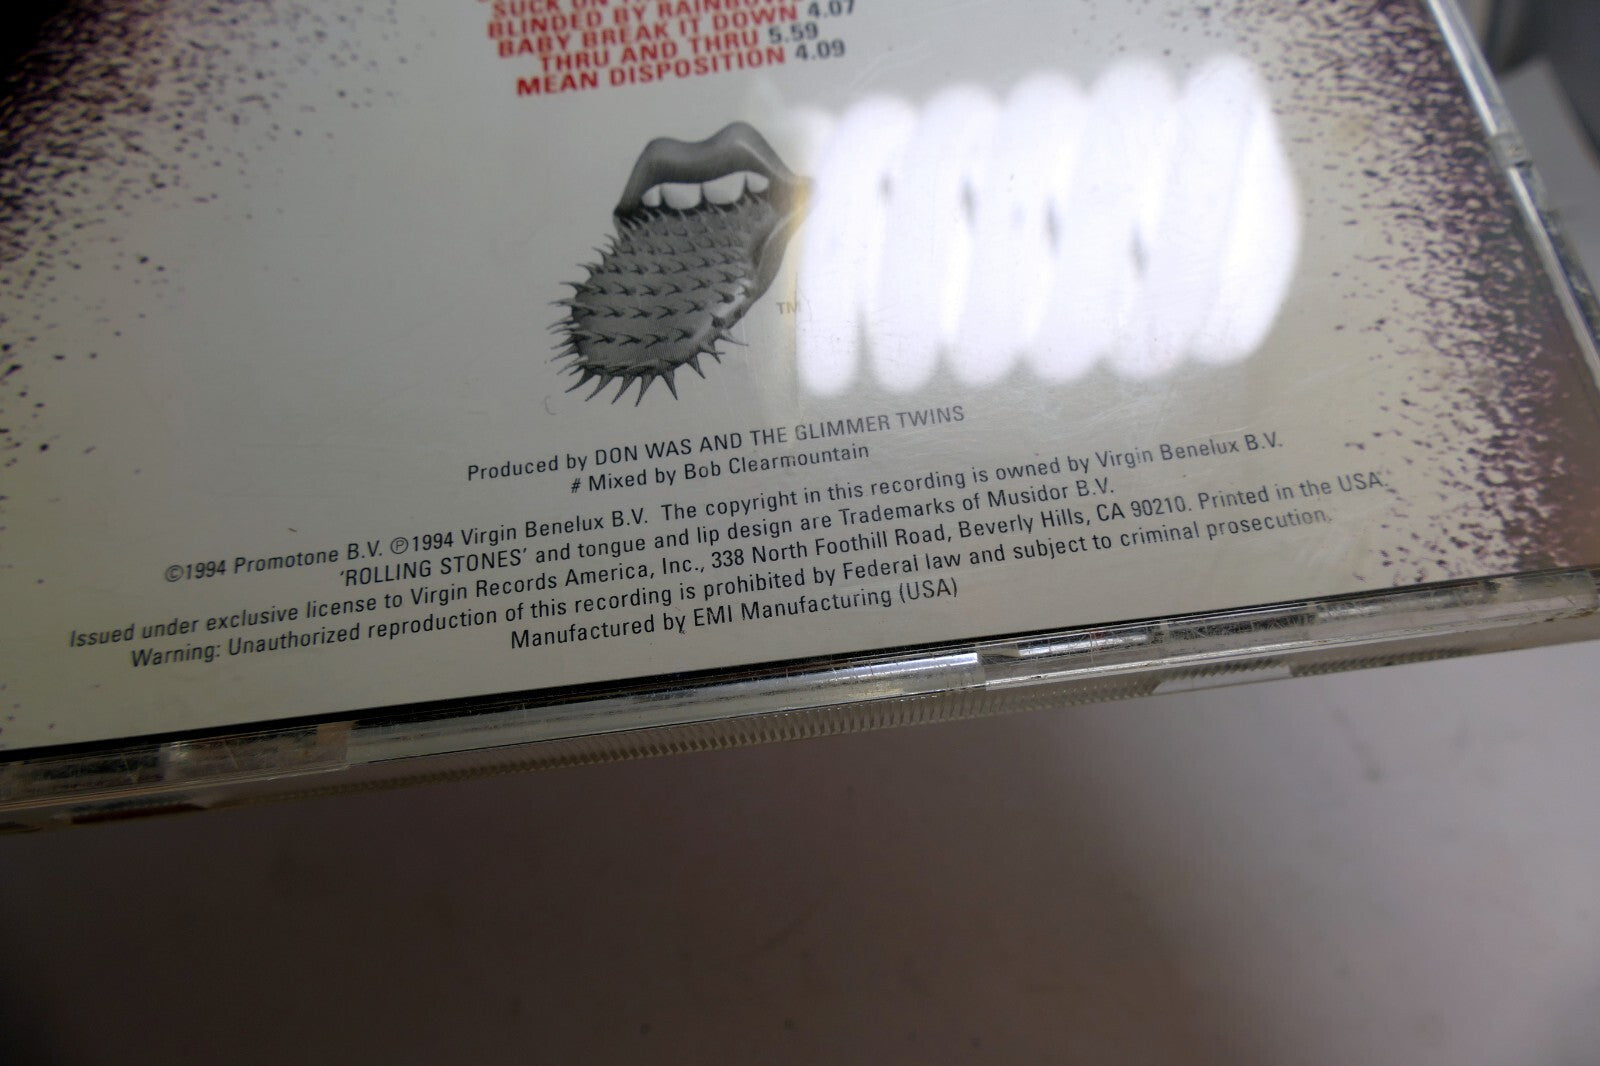 SUCK ON
BLINDED BY RAINBOWS
BABY BREAK IT DOWN 4.07
THRU AND THRU 5.59
MEAN DISPOSITION 4.09
TM
Produced by DON WAS AND THE GLIMMER TWINS
# Mixed by Bob Clearmountain
©1994 Promotone B.V. ℗1994 Virgin Benelux B.V. The copyright in this recording is owned by Virgin Benelux B.V.
'ROLLING STONES' and tongue and lip design are Trademarks of Musidor B.V.
Issued under exclusive license to Virgin Records America, Inc., 338 North Foothill Road, Beverly Hills, CA 90210. Printed in the USA.
Warning: Unauthorized reproduction of this recording is prohibited by Federal law and subject to criminal prosecution.
Manufactured by EMI Manufacturing (USA)